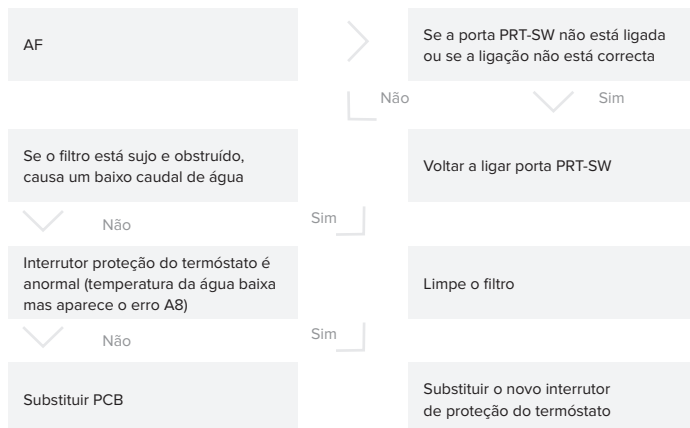 AF
Se a porta PRT-SW não está ligada
ou se a ligação não está correcta
Não
Sim
Se o filtro está sujo e obstruído,
causa um baixo caudal de água
Voltar a ligar porta PRT-SW
Não
Sim
Interrutor proteção do termóstato é
anormal (temperatura da água baixa
mas aparece o erro A8)
Limpe o filtro
Não
Sim
Substituir PCB
Substituir o novo interrutor
de proteção do termóstato